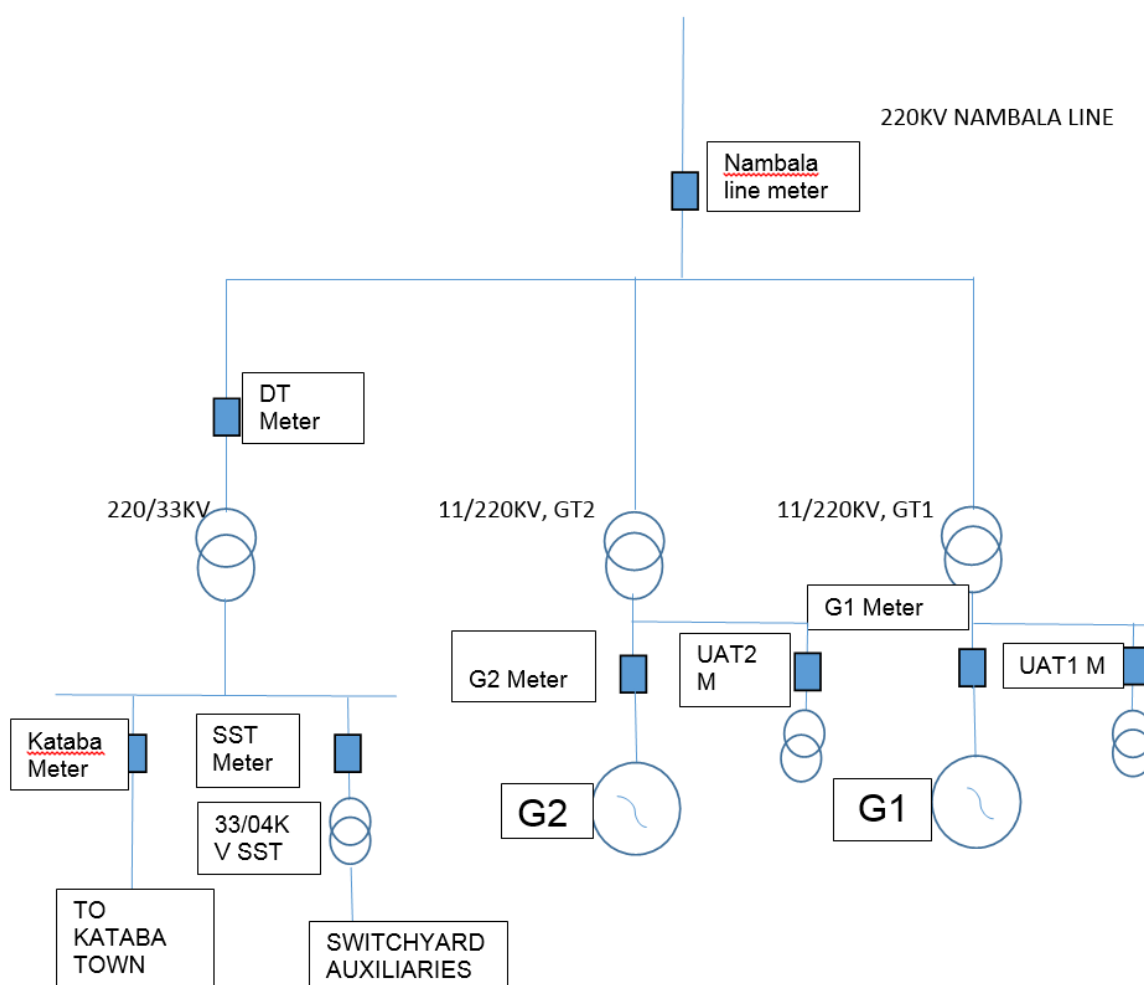 220KV NAMBALA LINE
Nambala
line meter
DT
Meter
220/33KV
11/220KV, GT2
11/220KV, GT1
G1 Meter
G2 Meter
UAT2
M
UAT1 M
Kataba
Meter
SST
Meter
G2
G1
33/04K
V SST
TO
KATABA
TOWN
SWITCHYARD
AUXILIARIES